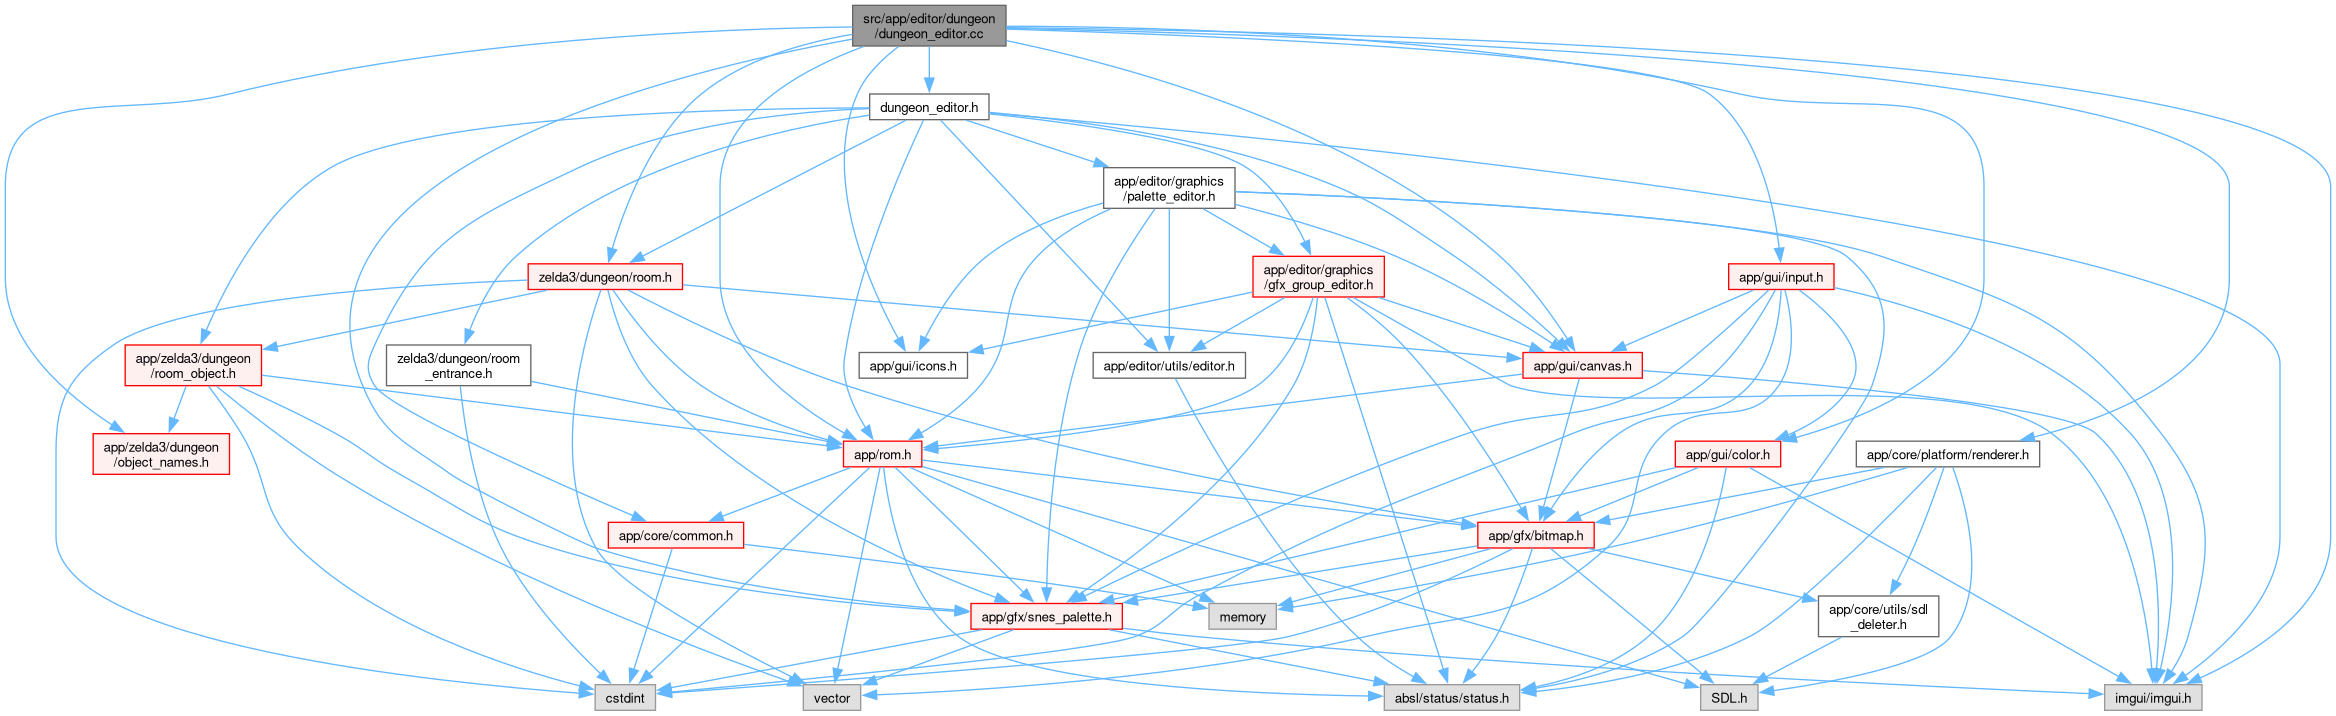 src/app/editor/dungeon
/dungeon_editor.cc
dungeon_editor.h
app/editor/graphics
/palette_editor.h
zelda3/dungeon/room.h
app/editor/graphics
/gfx_group_editor.h
app/gui/input.h
app/zelda3/dungeon
/room_object.h
zelda3/dungeon/room
_entrance.h
app/gui/icons.h
app/editor/utils/editor.h
app/gui/canvas.h
app/zelda3/dungeon
/object_names.h
app/rom.h
app/gui/color.h
app/core/platform/renderer.h
app/core/common.h
app/gfx/bitmap.h
app/gfx/snes_palette.h
memory
app/core/utils/sdl
_deleter.h
cstdint
vector
absl/status/status.h
SDL.h
imgui/imgui.h